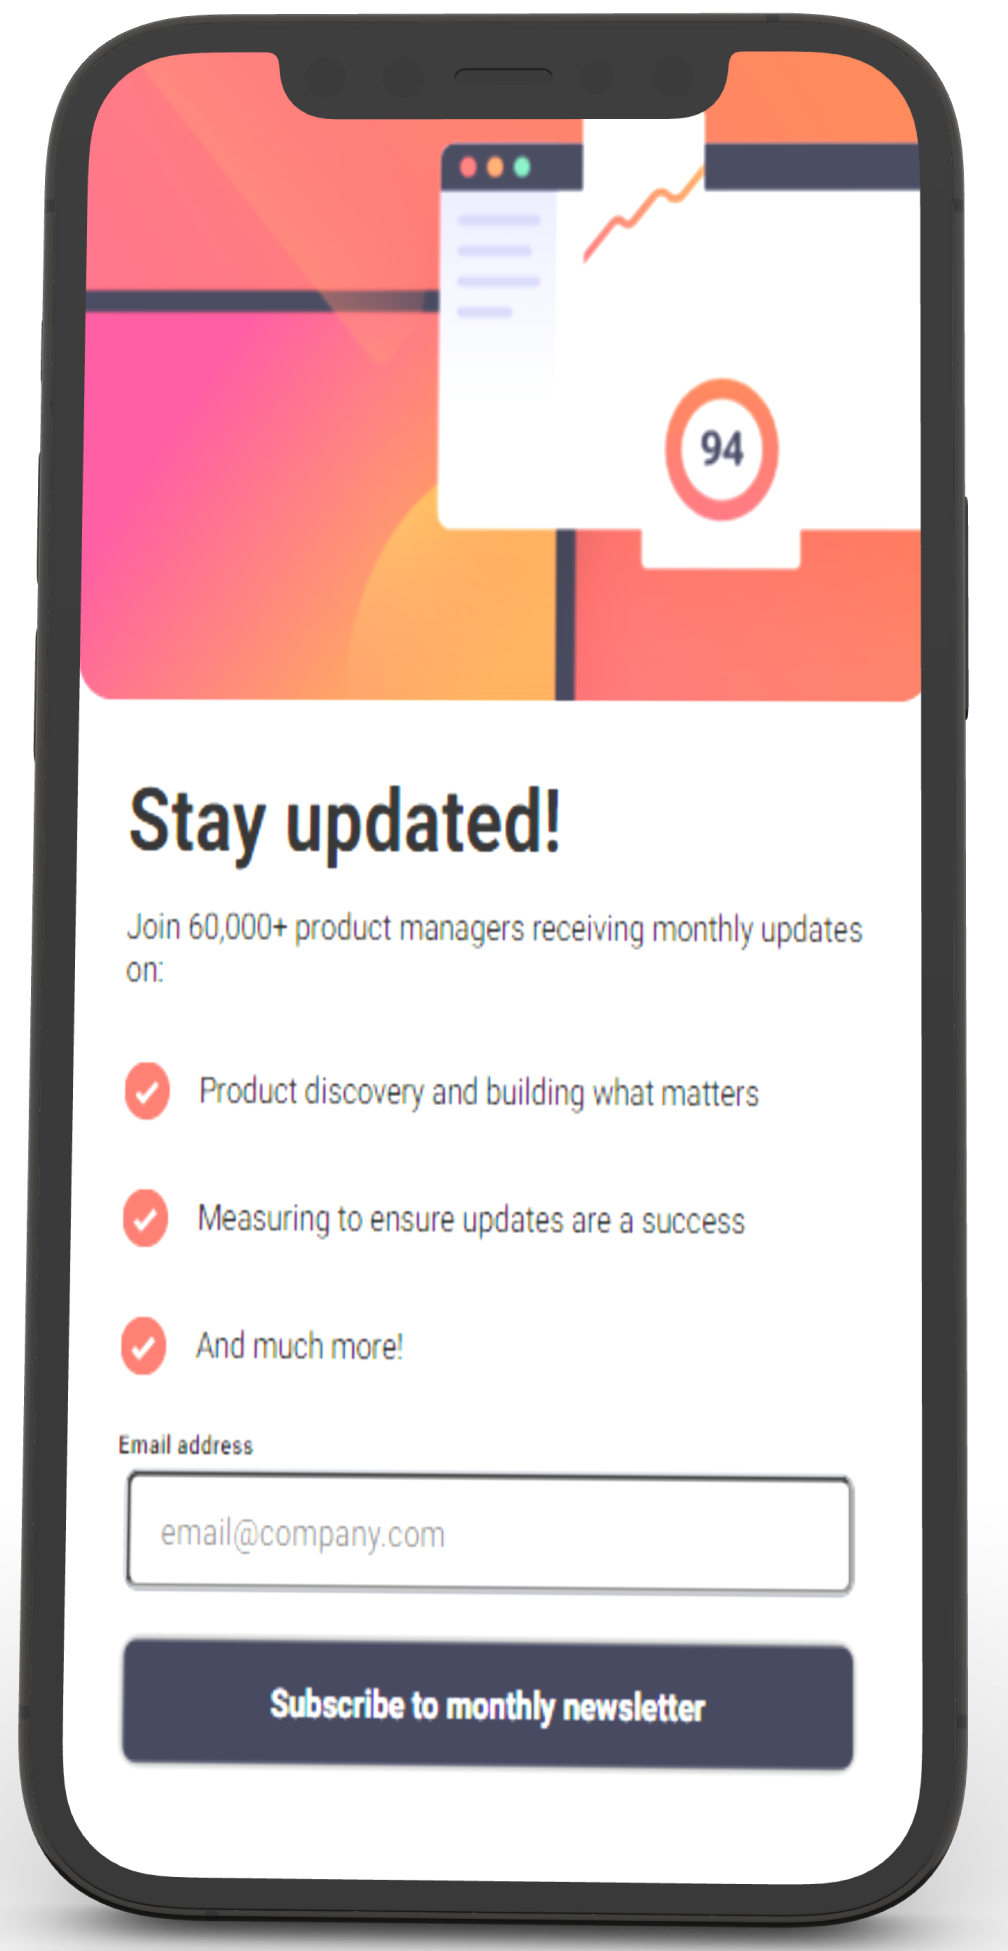 94
Stay updated!
Join 60,000+ product managers receiving monthly updates
on:
Product discovery and building what matters
Measuring to ensure updates are a success
And much more!
Email address
email@company.com
Subscribe to monthly newsletter